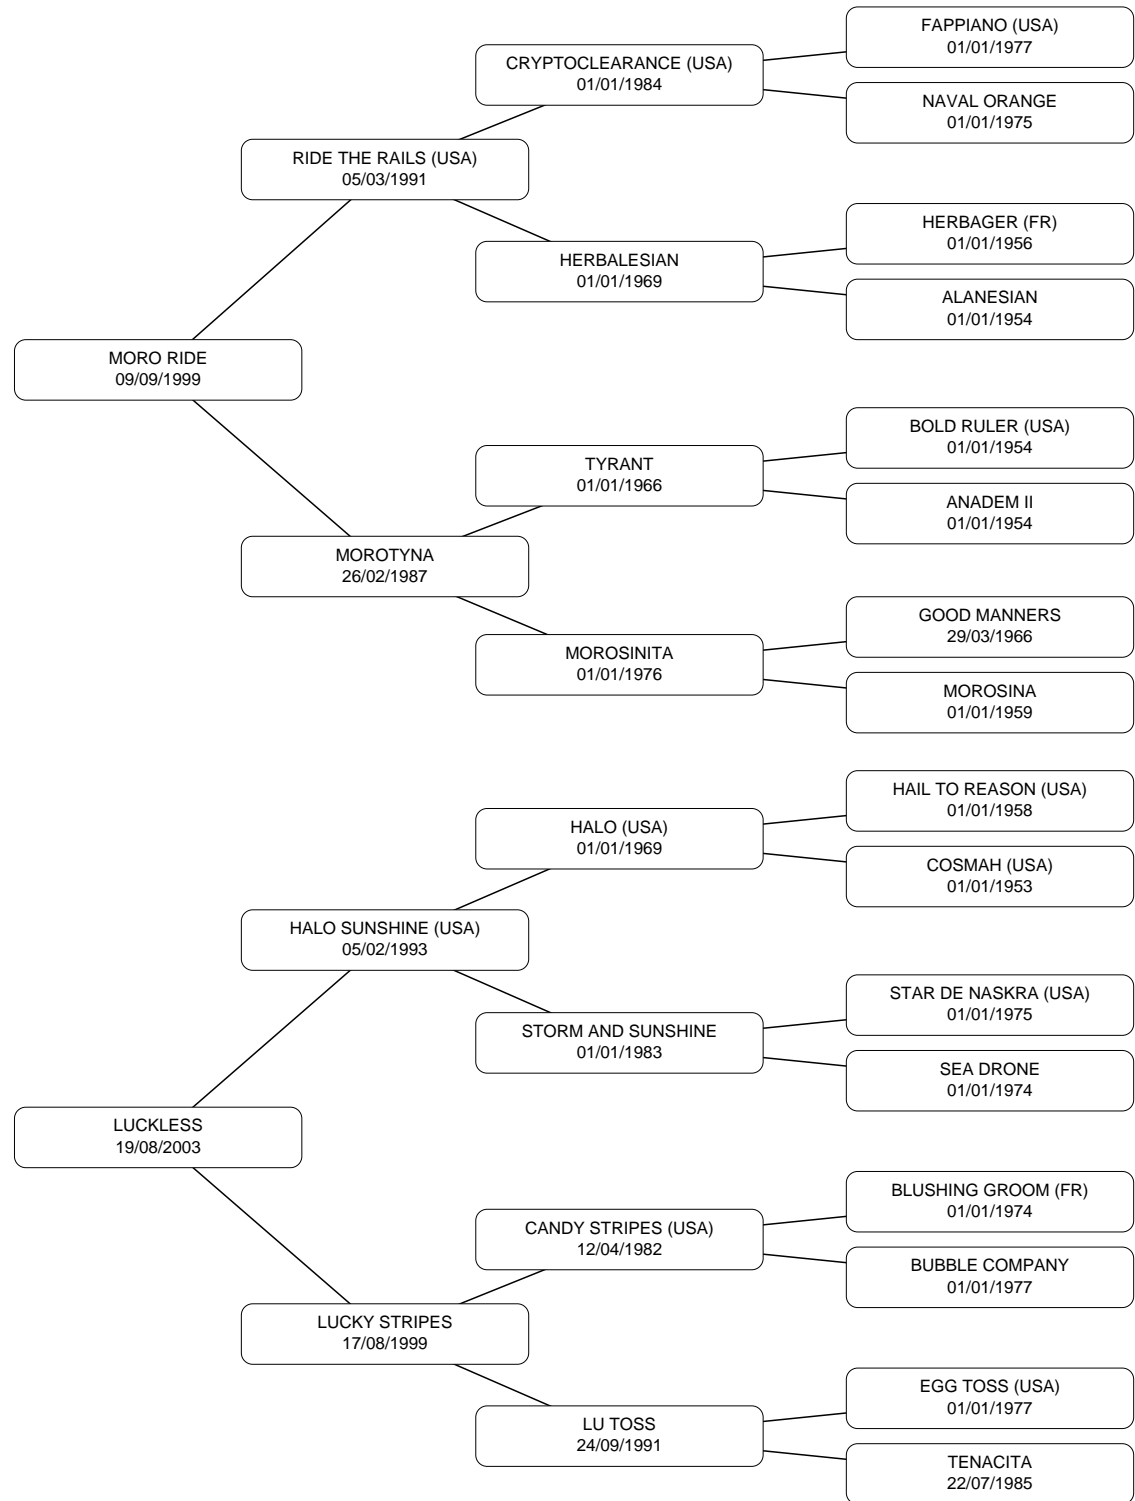 FAPPIANO (USA)
01/01/1977
CRYPTOCLEARANCE (USA)
01/01/1984
NAVAL ORANGE
01/01/1975
RIDE THE RAILS (USA)
05/03/1991
HERBAGER (FR)
01/01/1956
HERBALESIAN
01/01/1969
ALANESIAN
01/01/1954
MORO RIDE
09/09/1999
BOLD RULER (USA)
01/01/1954
TYRANT
01/01/1966
ANADEM II
01/01/1954
MOROTYNA
26/02/1987
GOOD MANNERS
29/03/1966
MOROSINITA
01/01/1976
MOROSINA
01/01/1959
HAIL TO REASON (USA)
01/01/1958
HALO (USA)
01/01/1969
COSMAH (USA)
01/01/1953
HALO SUNSHINE (USA)
05/02/1993
STAR DE NASKRA (USA)
01/01/1975
STORM AND SUNSHINE
01/01/1983
SEA DRONE
01/01/1974
LUCKLESS
19/08/2003
BLUSHING GROOM (FR)
01/01/1974
CANDY STRIPES (USA)
12/04/1982
BUBBLE COMPANY
01/01/1977
LUCKY STRIPES
17/08/1999
EGG TOSS (USA)
01/01/1977
LU TOSS
24/09/1991
TENACITA
22/07/1985